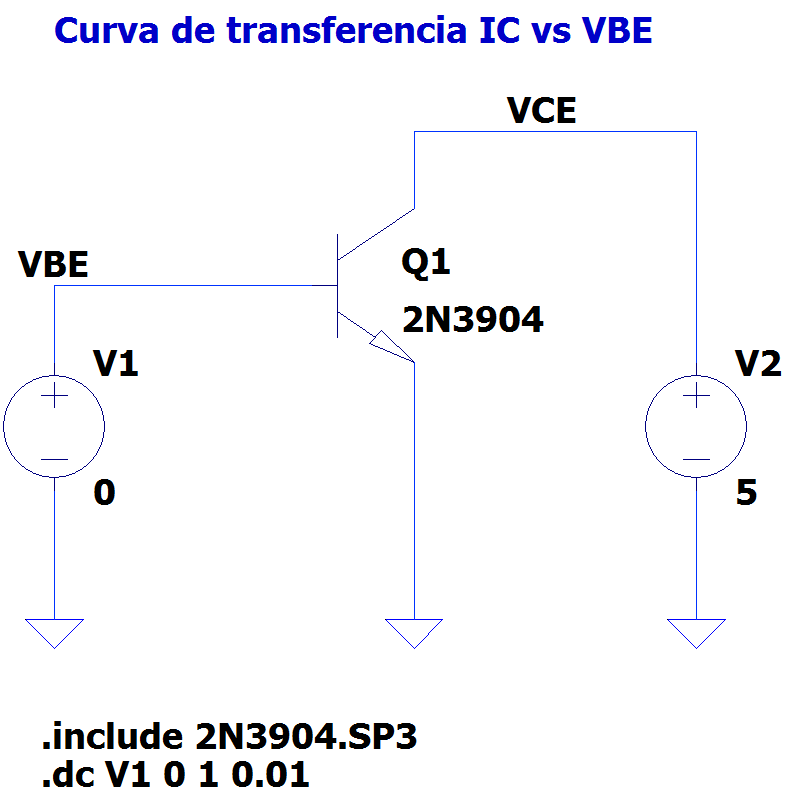 Curva de transferencia IC vs VBE
VCE
VBE
Q1
2N3904
V1
V2
0
5
.include 2N3904.SP3
.dc V1 0 1 0.01